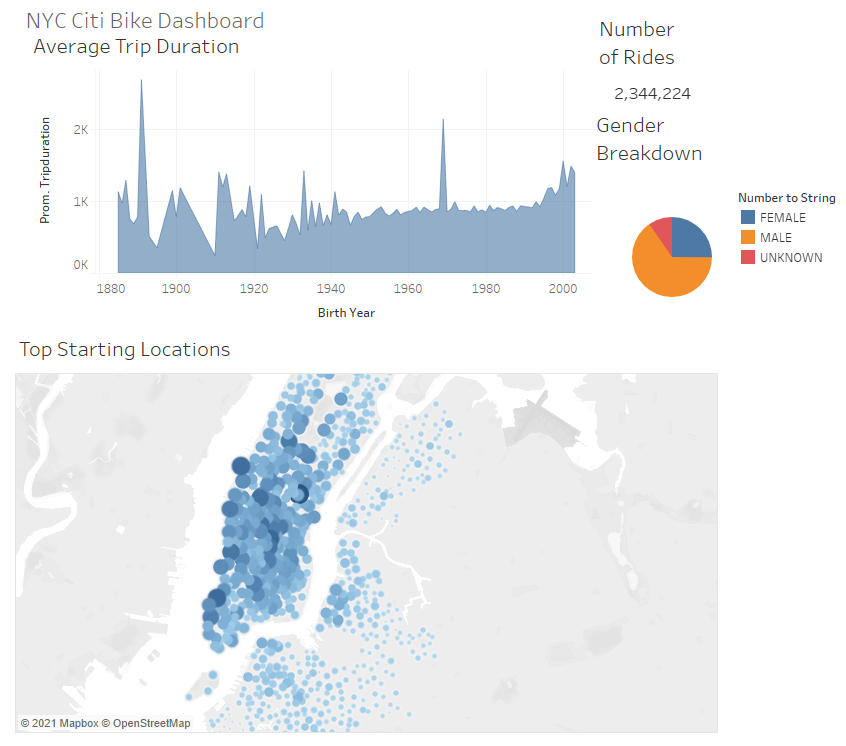 NYC Citi Bike Dashboard
Average Trip Duration
Number
of Rides
2,344,224
Gender
Breakdown
Prom. Tripduration
2K
1K
0K
1880 1900 1920 1940 1960 1980 2000
Birth Year
Number to String
FEMALE
MALE
UNKNOWN
Top Starting Locations
© 2021 Mapbox © OpenStreetMap